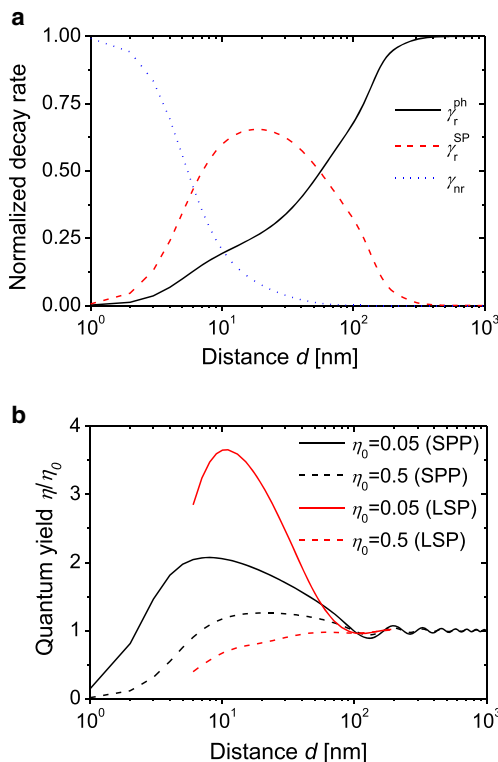 a
1.00
0.75
0.50
0.25
0.00
Normalized decay rate
γ_r^ph
γ_r^SP
γ_nr
10^0 10^1 10^2 10^3
Distance d [nm]
b
4
3
2
1
0
Quantum yield η/η_0
η_0=0.05 (SPP)
η_0=0.5 (SPP)
η_0=0.05 (LSP)
η_0=0.5 (LSP)
10^0 10^1 10^2 10^3
Distance d [nm]